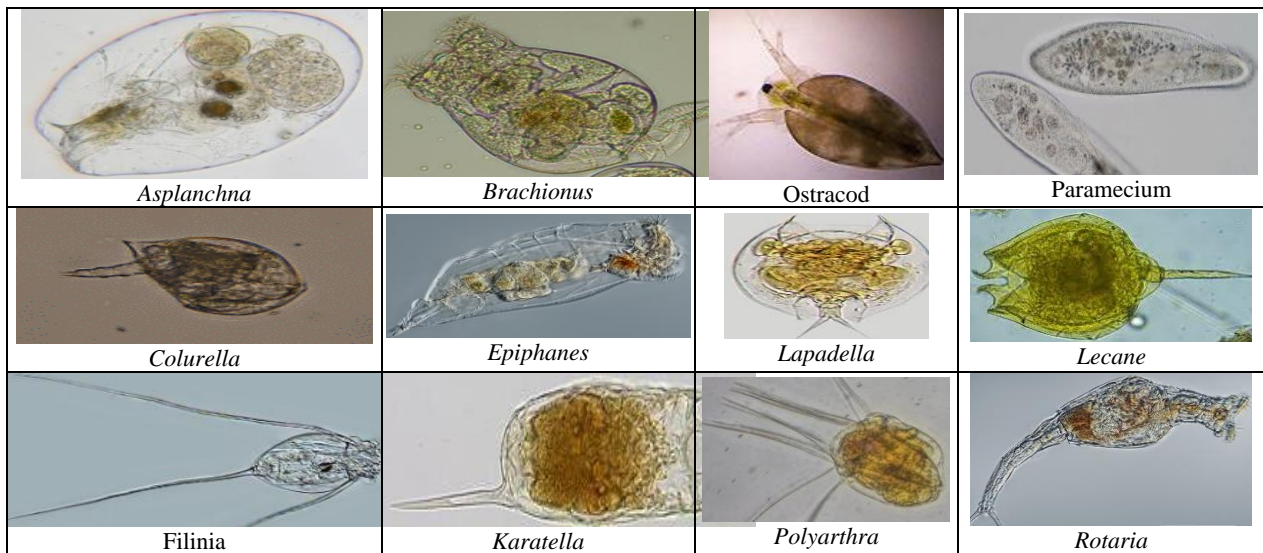 Asplanchna
Brachionus
Ostracod
Paramecium
Colurella
Epiphanes
Lapadella
Lecane
Filinia
Karatella
Polyarthra
Rotaria